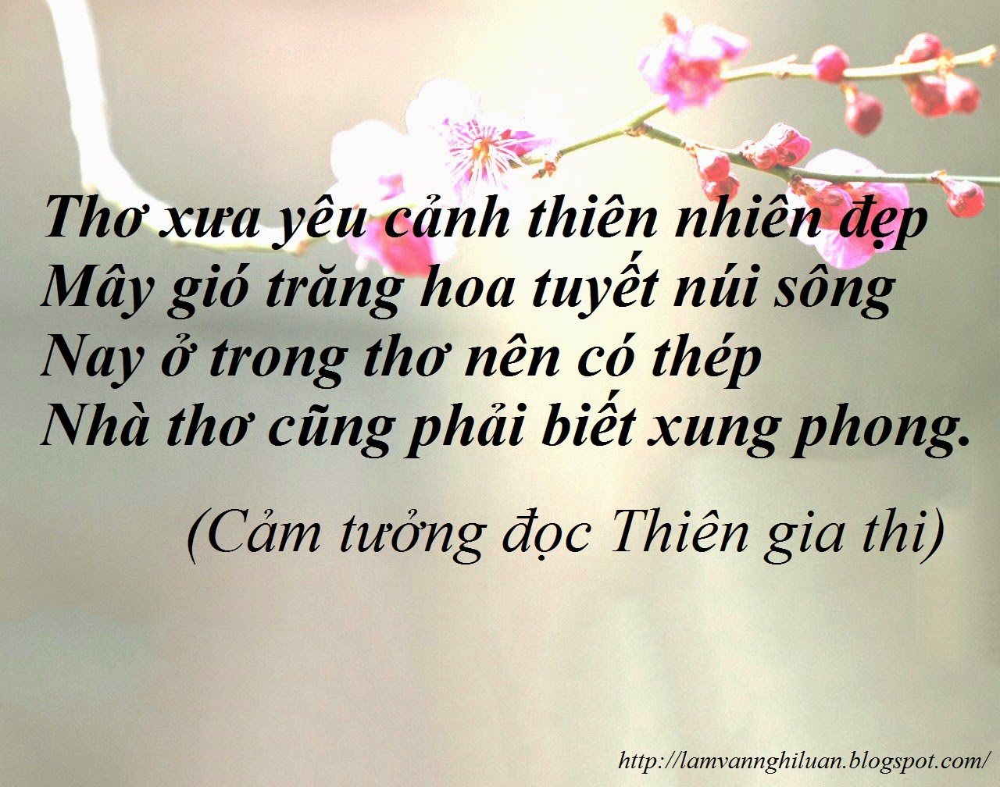 Thơ xưa yêu cảnh thiên nhiên đẹp
Mây gió trăng hoa tuyết núi sông
Nay ở trong thơ nên có thép
Nhà thơ cũng phải biết xung phong.
(Cảm tưởng đọc Thiên gia thi)
http://lamvannghiluan.blogspot.com/